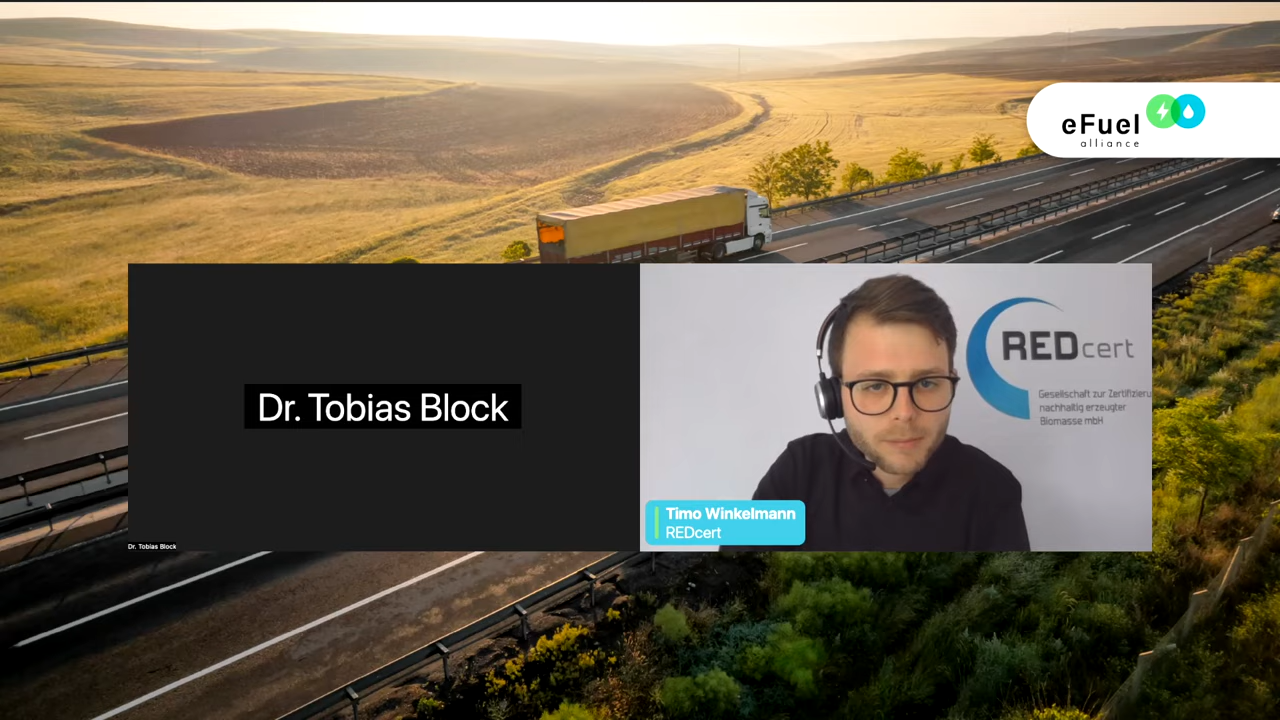 eFuel
alliance
Dr. Tobias Block
REDcert
Gesellschaft zur Zertifizieru
nachhaltig erzeugter
Biomasse mbH
Timo Winkelmann
REDcert
Dr. Tobias Block